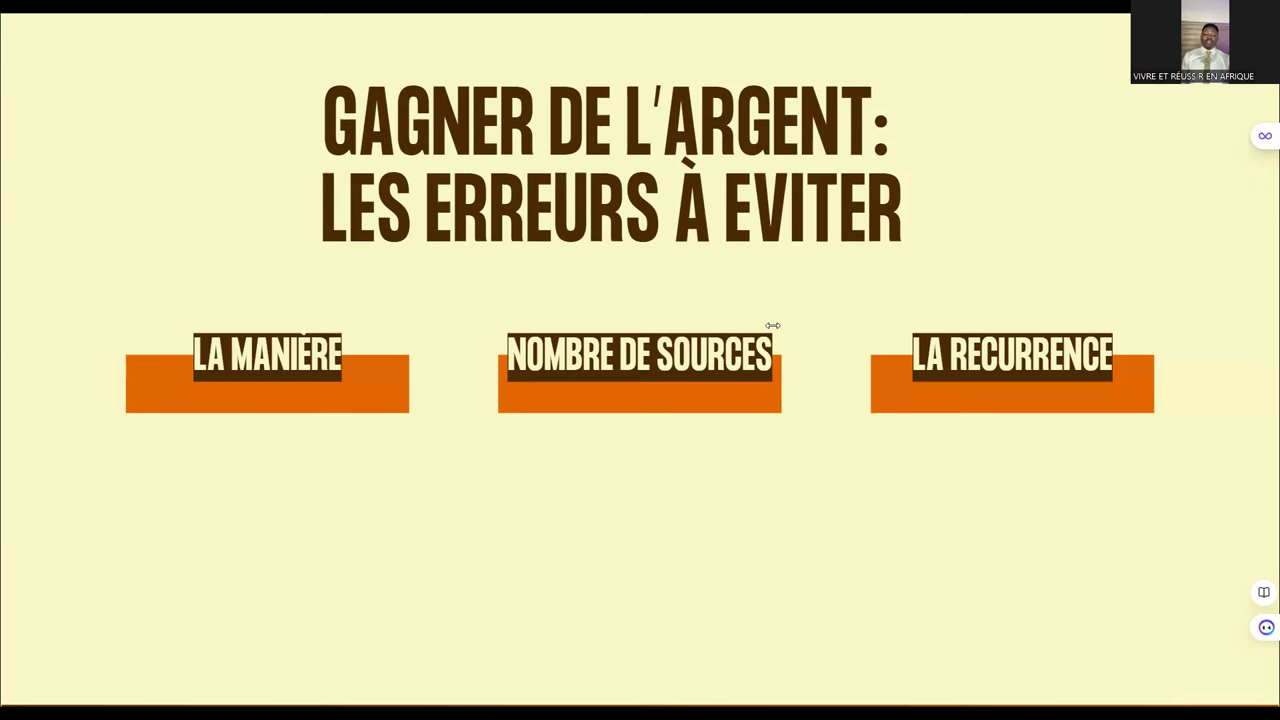 VIVRE ET RÉUSSIR EN AFRIQUE
GAGNER DE L'ARGENT:
LES ERREURS À EVITER
LA MANIÈRE
NOMBRE DE SOURCES
LA RECURRENCE